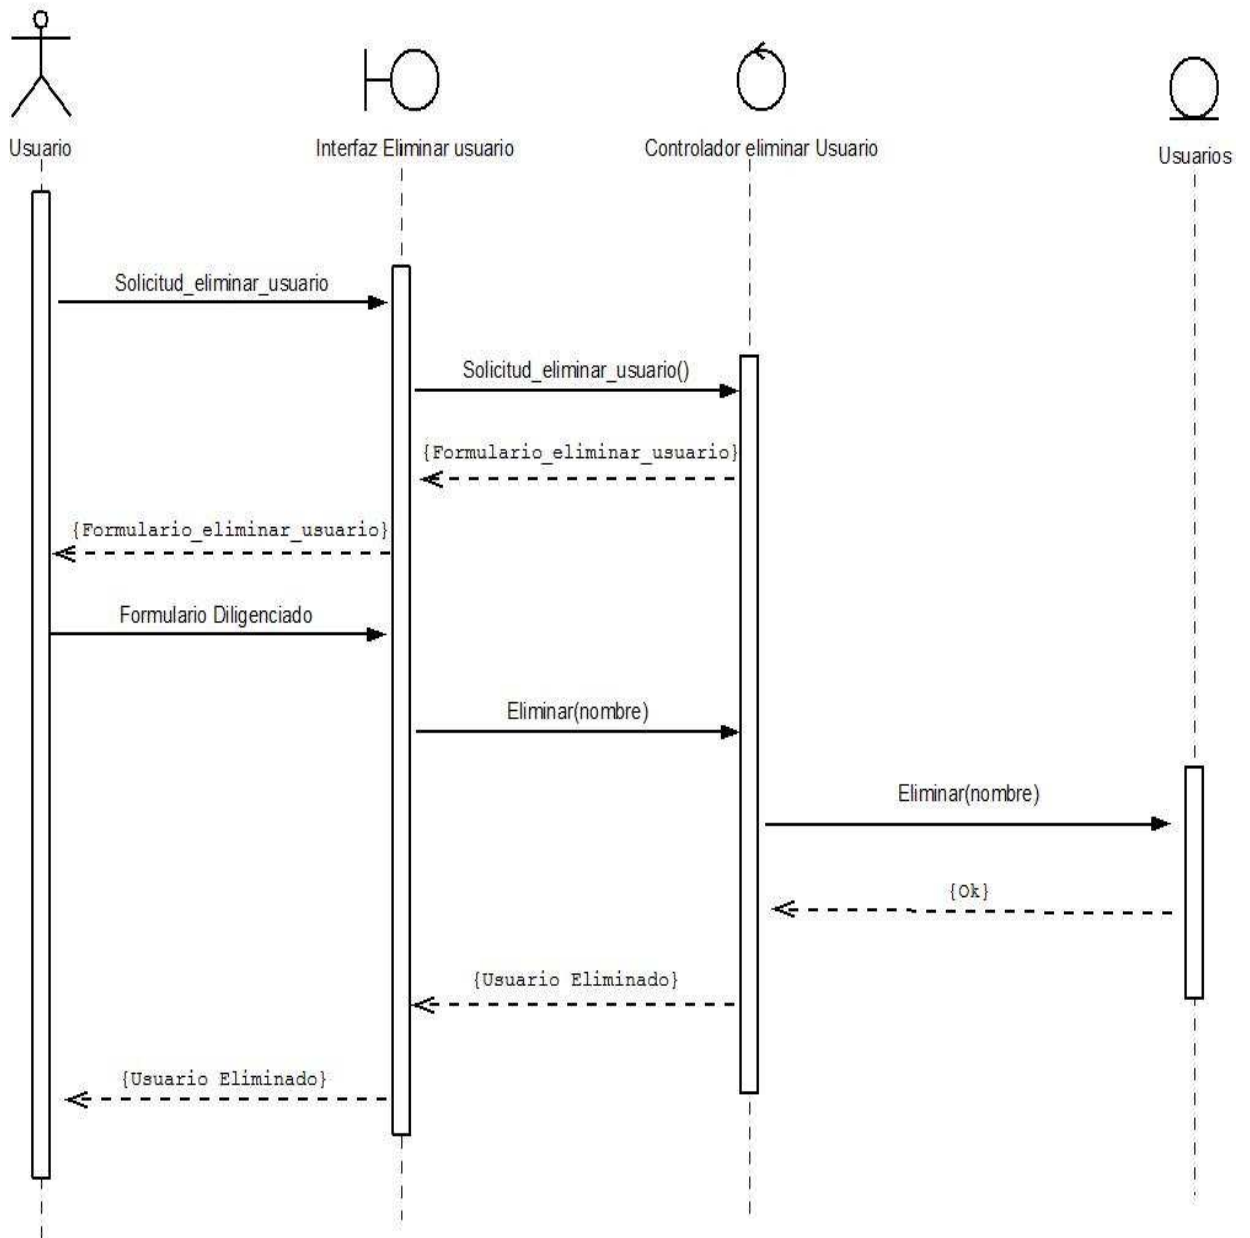 Usuario
Interfaz Eliminar usuario
Controlador eliminar Usuario
Usuarios
Solicitud_eliminar_usuario
Solicitud_eliminar_usuario()
{Formulario_eliminar_usuario}
{Formulario_eliminar_usuario}
Formulario Diligenciado
Eliminar(nombre)
Eliminar(nombre)
{Ok}
{Usuario Eliminado}
{Usuario Eliminado}